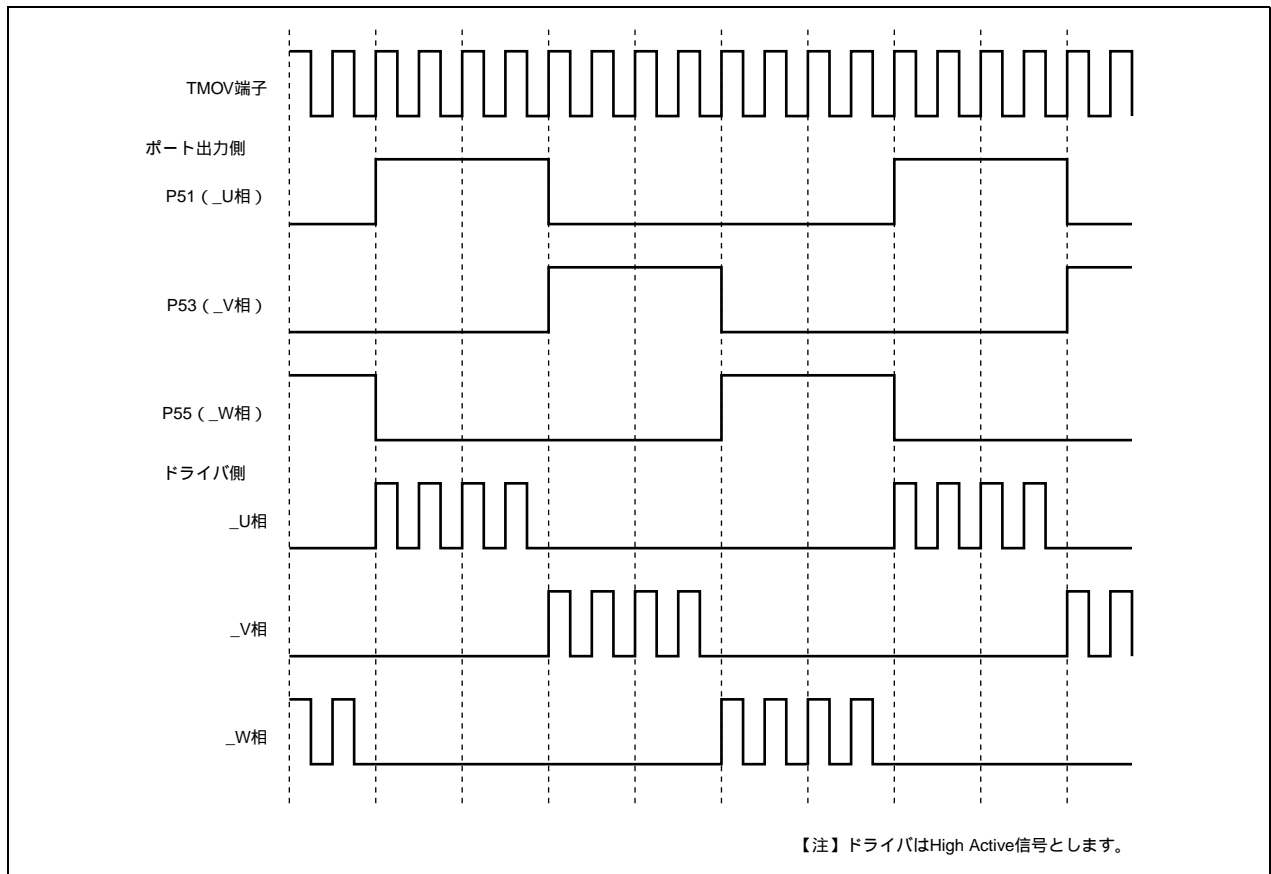 TMOV端子
ポート出力側
P51（_U相）
P53（_V相）
P55（_W相）
ドライバ側
_U相
_V相
_W相
【注】ドライバはHigh Active信号とします。